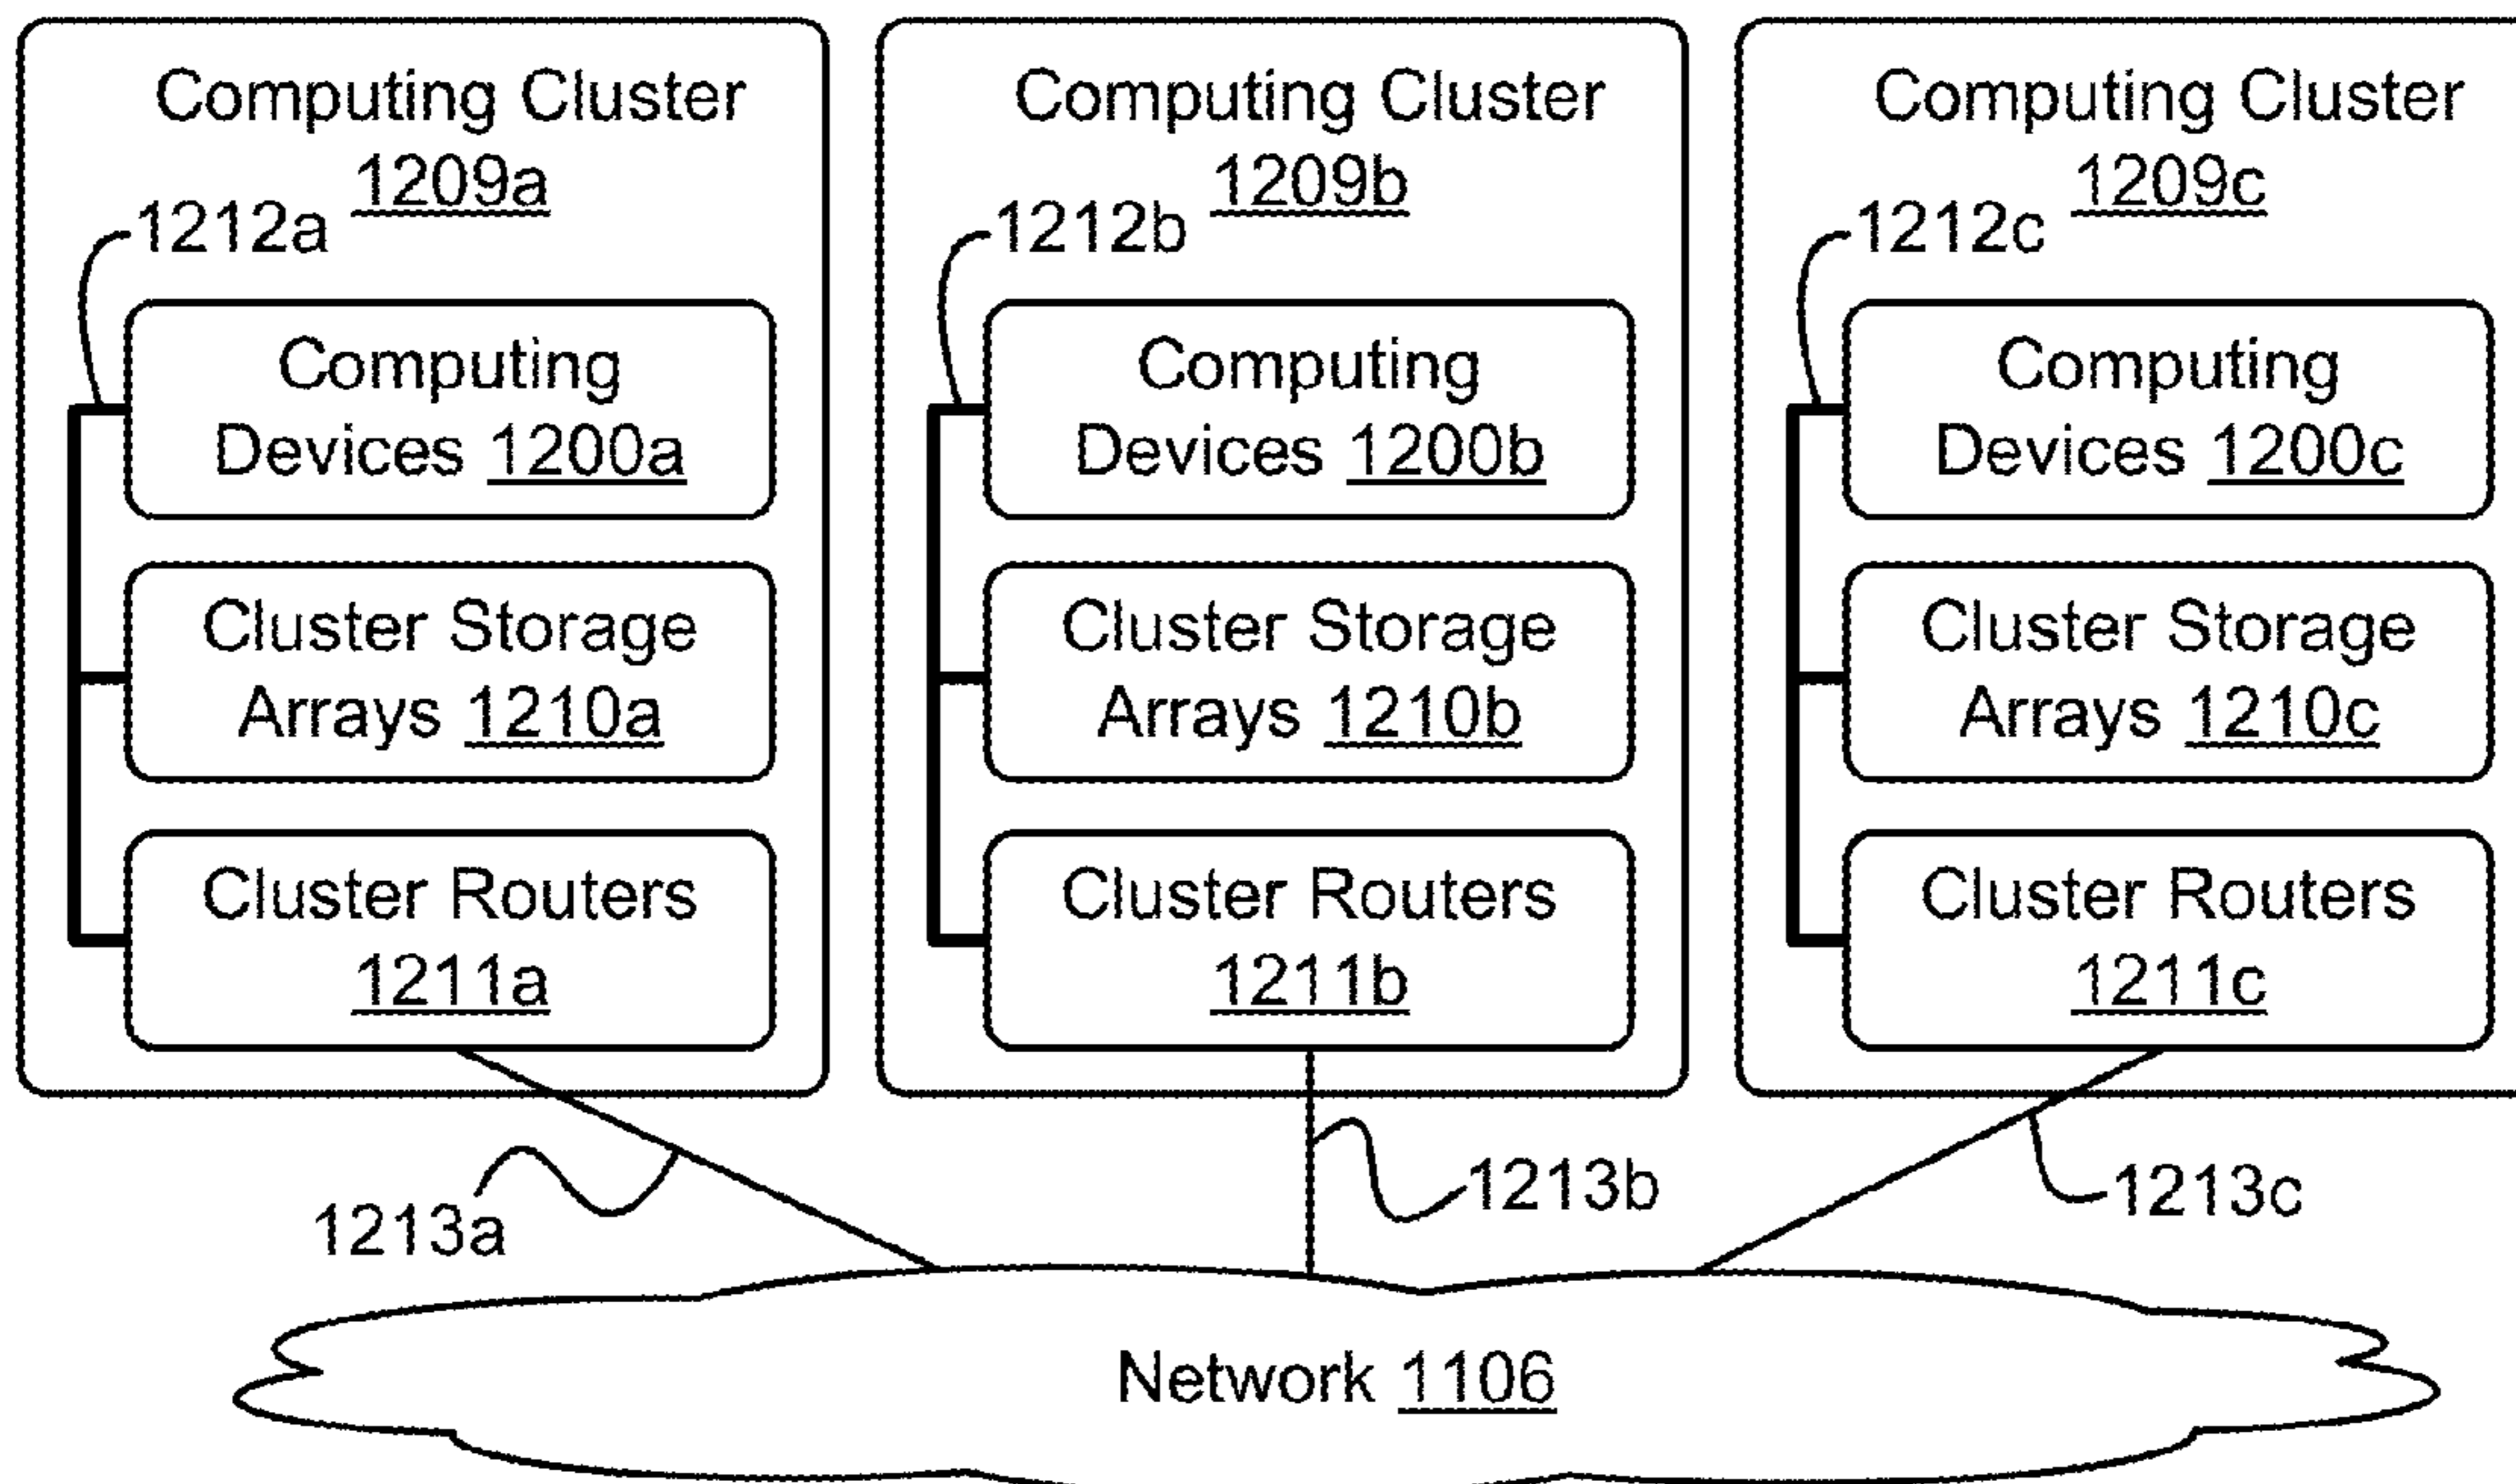 Computing Cluster
1209a
1212a
Computing
Devices 1200a
Cluster Storage
Arrays 1210a
Cluster Routers
1211a
Computing Cluster
1209b
1212b
Computing
Devices 1200b
Cluster Storage
Arrays 1210b
Cluster Routers
1211b
Computing Cluster
1209c
1212c
Computing
Devices 1200c
Cluster Storage
Arrays 1210c
Cluster Routers
1211c
1213a
1213b
1213c
Network 1106